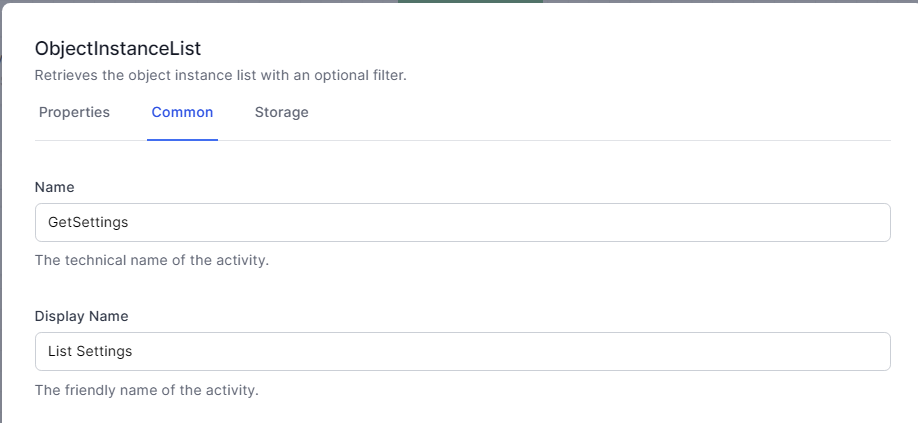 ObjectInstanceList
Retrieves the object instance list with an optional filter.
Properties Common Storage
Name
GetSettings
The technical name of the activity.
Display Name
List Settings
The friendly name of the activity.